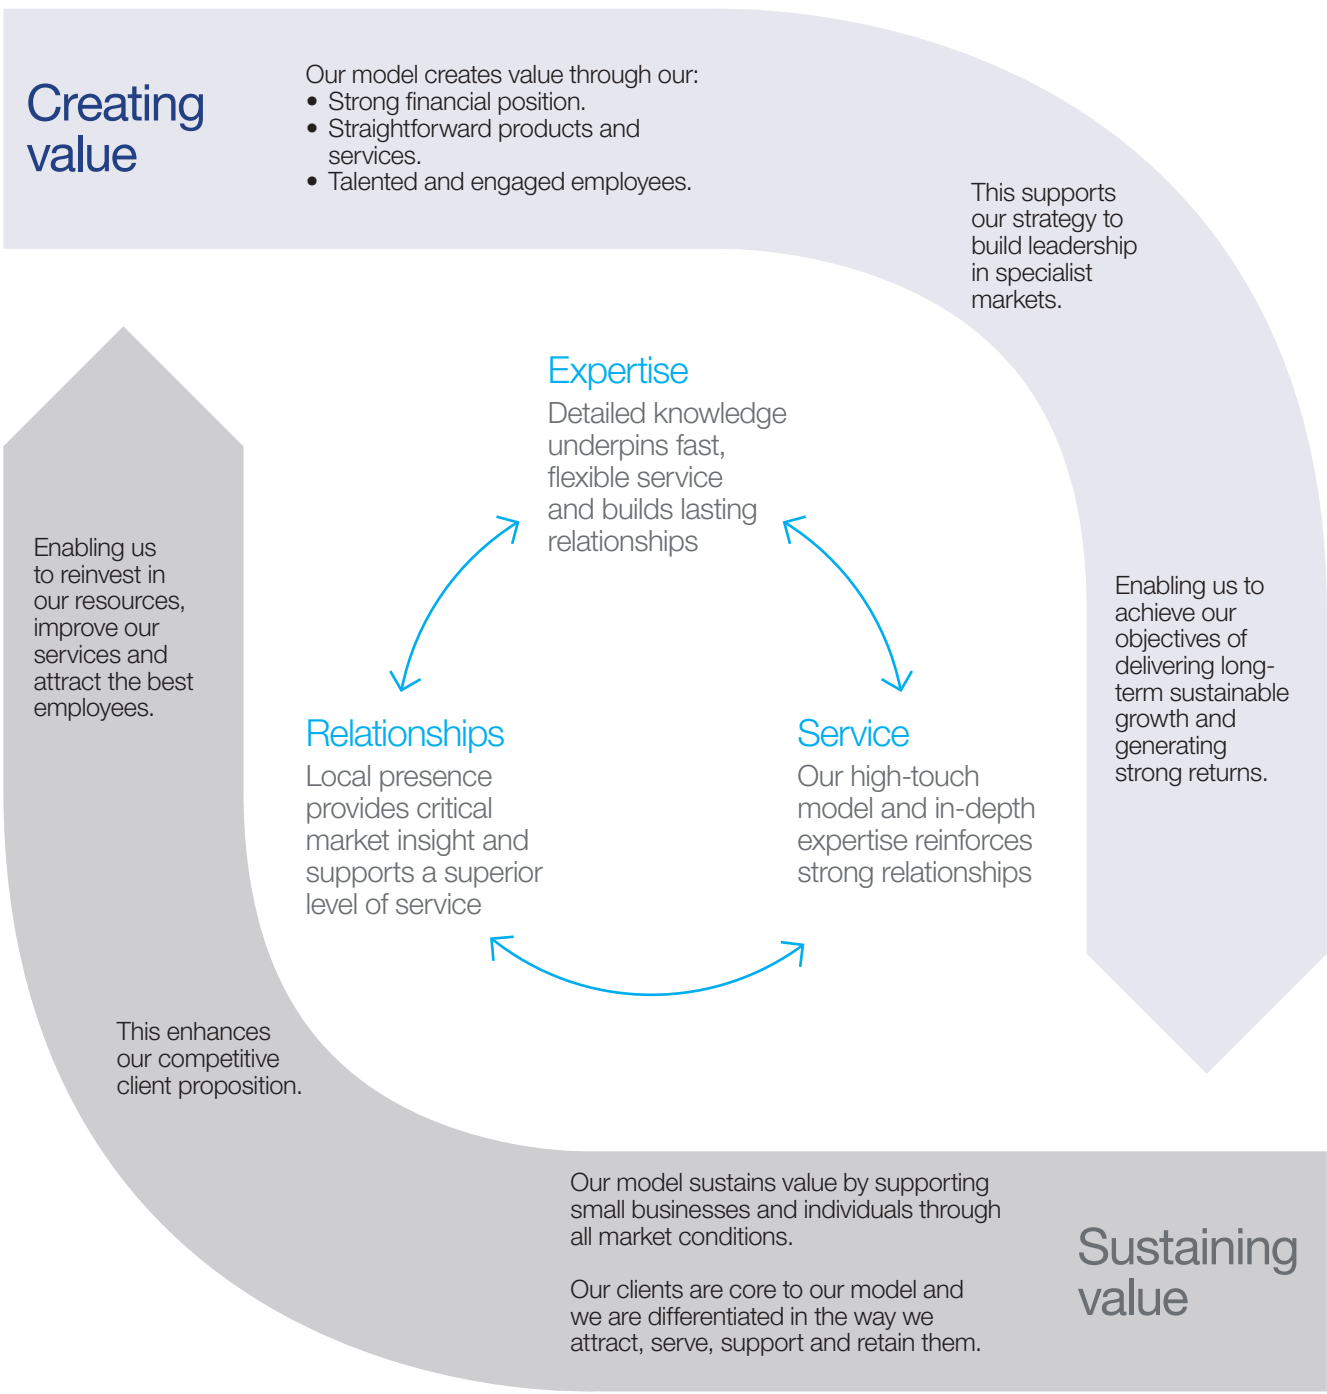 Creating
value
Our model creates value through our:
• Strong financial position.
• Straightforward products and
services.
• Talented and engaged employees.
This supports
our strategy to
build leadership
in specialist
markets.
Expertise
Detailed knowledge
underpins fast,
flexible service
and builds lasting
relationships
Enabling us
to reinvest in
our resources,
improve our
services and
attract the best
employees.
Enabling us to
achieve our
objectives of
delivering long-
term sustainable
growth and
generating
strong returns.
Relationships
Local presence
provides critical
market insight and
supports a superior
level of service
Service
Our high-touch
model and in-depth
expertise reinforces
strong relationships
This enhances
our competitive
client proposition.
Our model sustains value by supporting
small businesses and individuals through
all market conditions.
Our clients are core to our model and
we are differentiated in the way we
attract, serve, support and retain them.
Sustaining
value